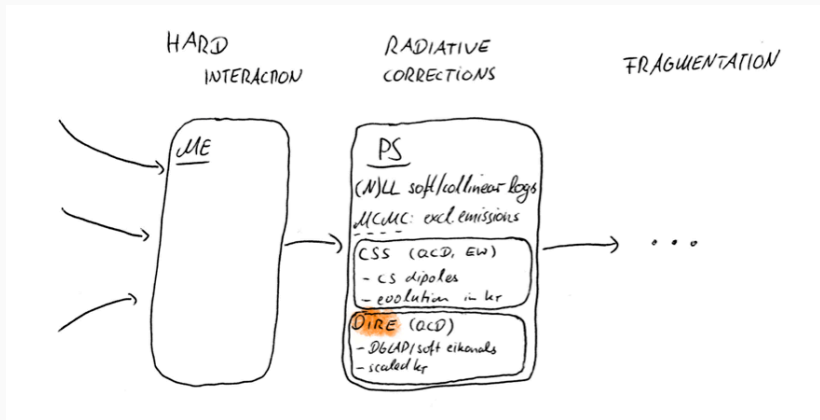 HARD
INTERACTION
RADIATIVE
CORRECTIONS
FRAGMENTATION
ME
PS
(N)LL soft/collinear logs
MCMC: excl. emissions
CSS (QCD, EW)
- CS dipoles
- evolution in kT
DIRE (QCD)
- DGLAP/soft eikonals
- scaled kT
...